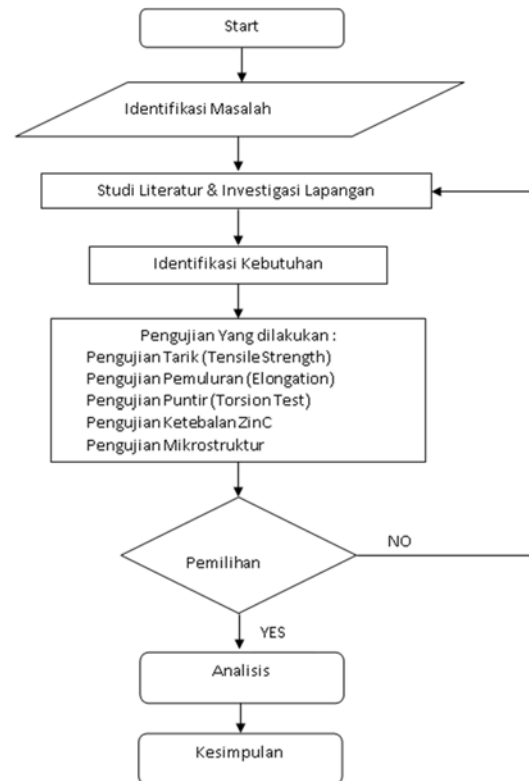 Start
Identifikasi Masalah
Studi Literatur & Investigasi Lapangan
Identifikasi Kebutuhan
Pengujian Yang dilakukan :
Pengujian Tarik (Tensile Strength)
Pengujian Pemuluran (Elongation)
Pengujian Puntir (Torsion Test)
Pengujian Ketebalan ZinC
Pengujian Mikrostruktur
Pemilihan
NO
YES
Analisis
Kesimpulan